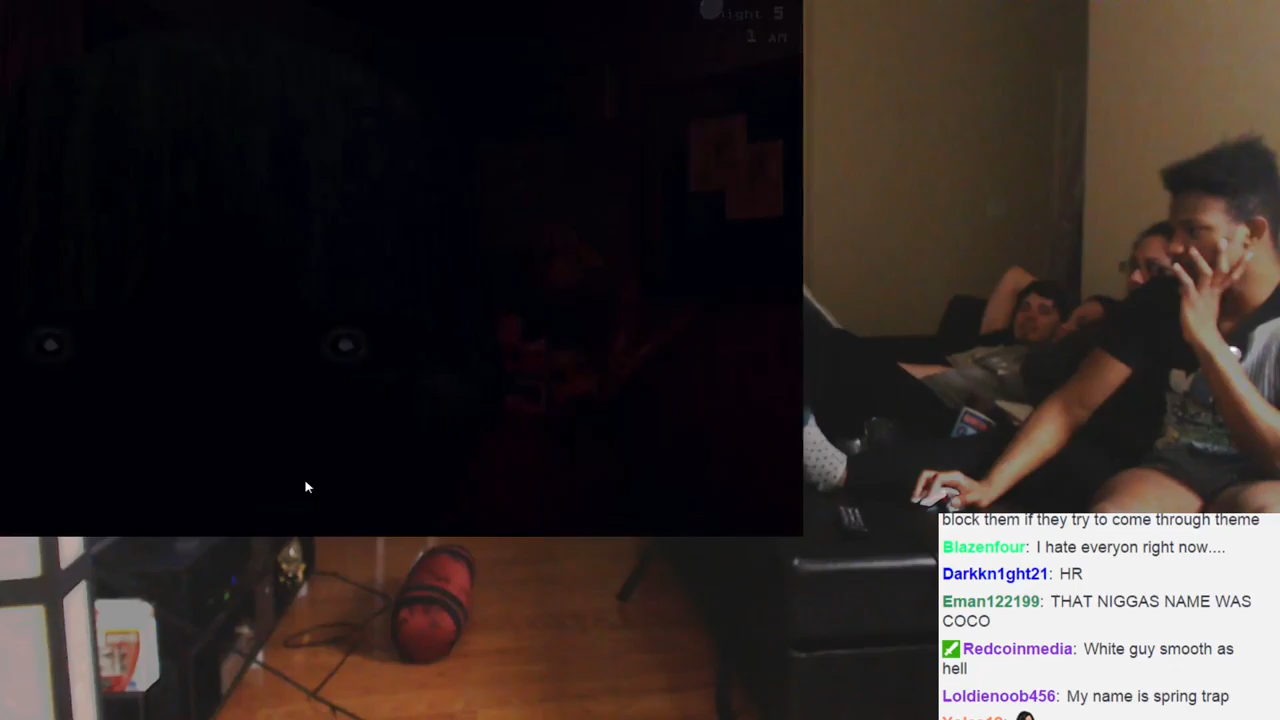 Night 5
1 AM
block them if they try to come through theme
Blazenfour: I hate everyon right now....
Darkkn1ght21: HR
Eman122199: THAT NIGGAS NAME WAS
COCO
Redcoinmedia: White guy smooth as
hell
Loldienoob456: My name is spring trap